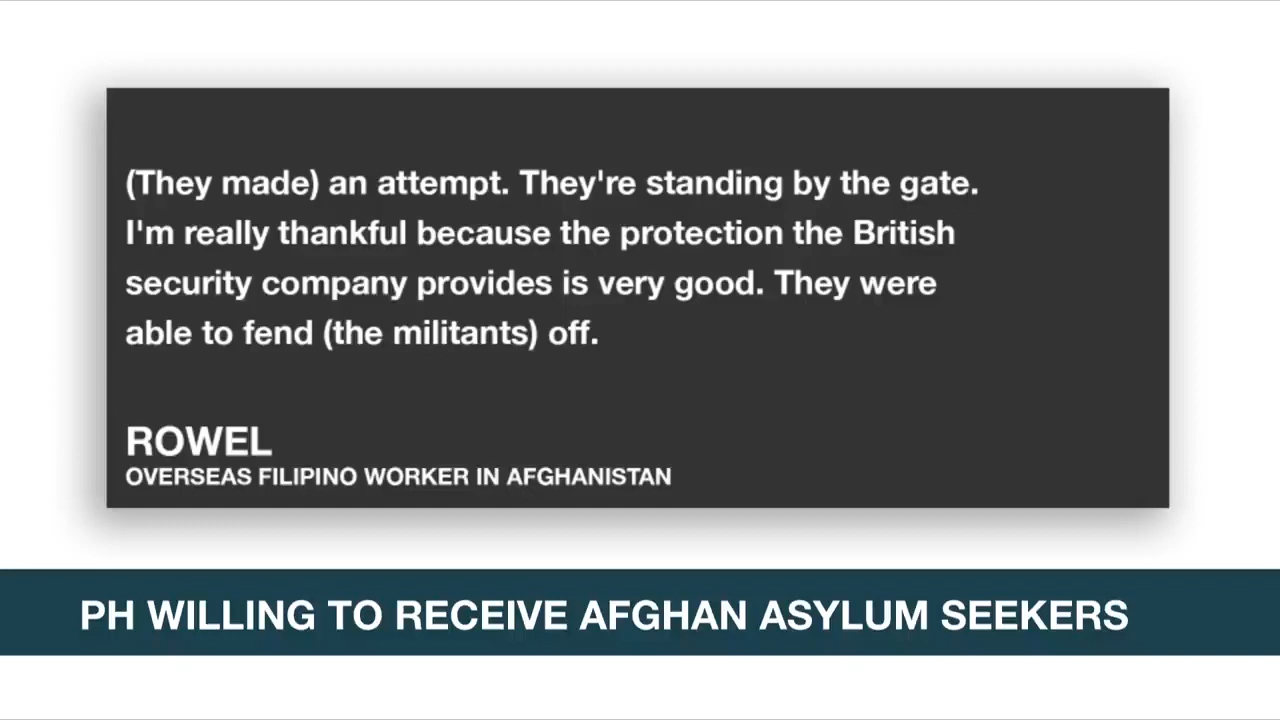 (They made) an attempt. They're standing by the gate.
I'm really thankful because the protection the British
security company provides is very good. They were
able to fend (the militants) off.
ROWEL
OVERSEAS FILIPINO WORKER IN AFGHANISTAN
PH WILLING TO RECEIVE AFGHAN ASYLUM SEEKERS